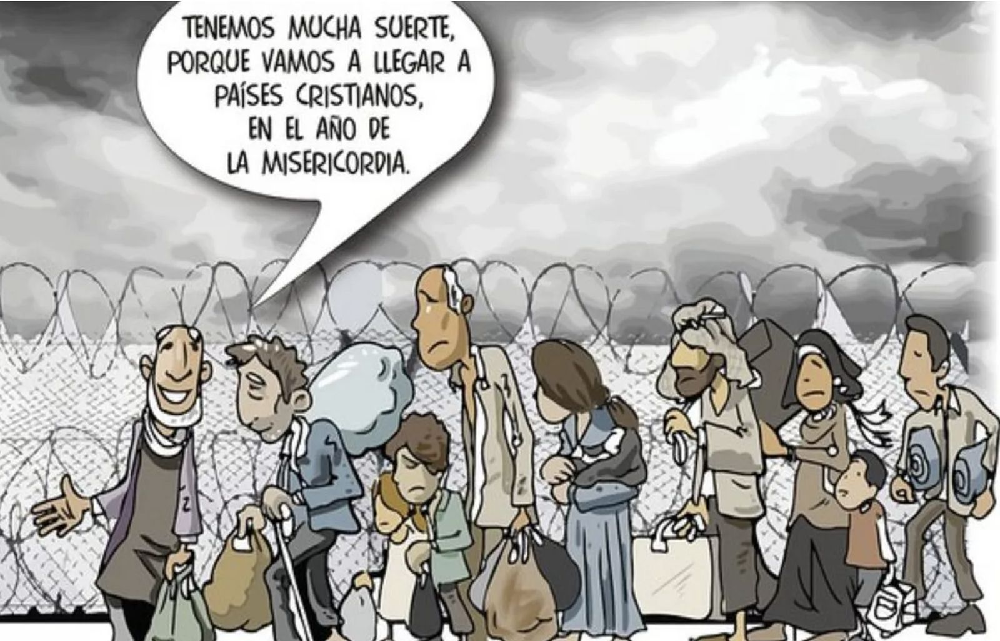 TENEMOS MUCHA SUERTE,
PORQUE VAMOS A LLEGAR A
PAÍSES CRISTIANOS,
EN EL AÑO DE
LA MISERICORDIA.